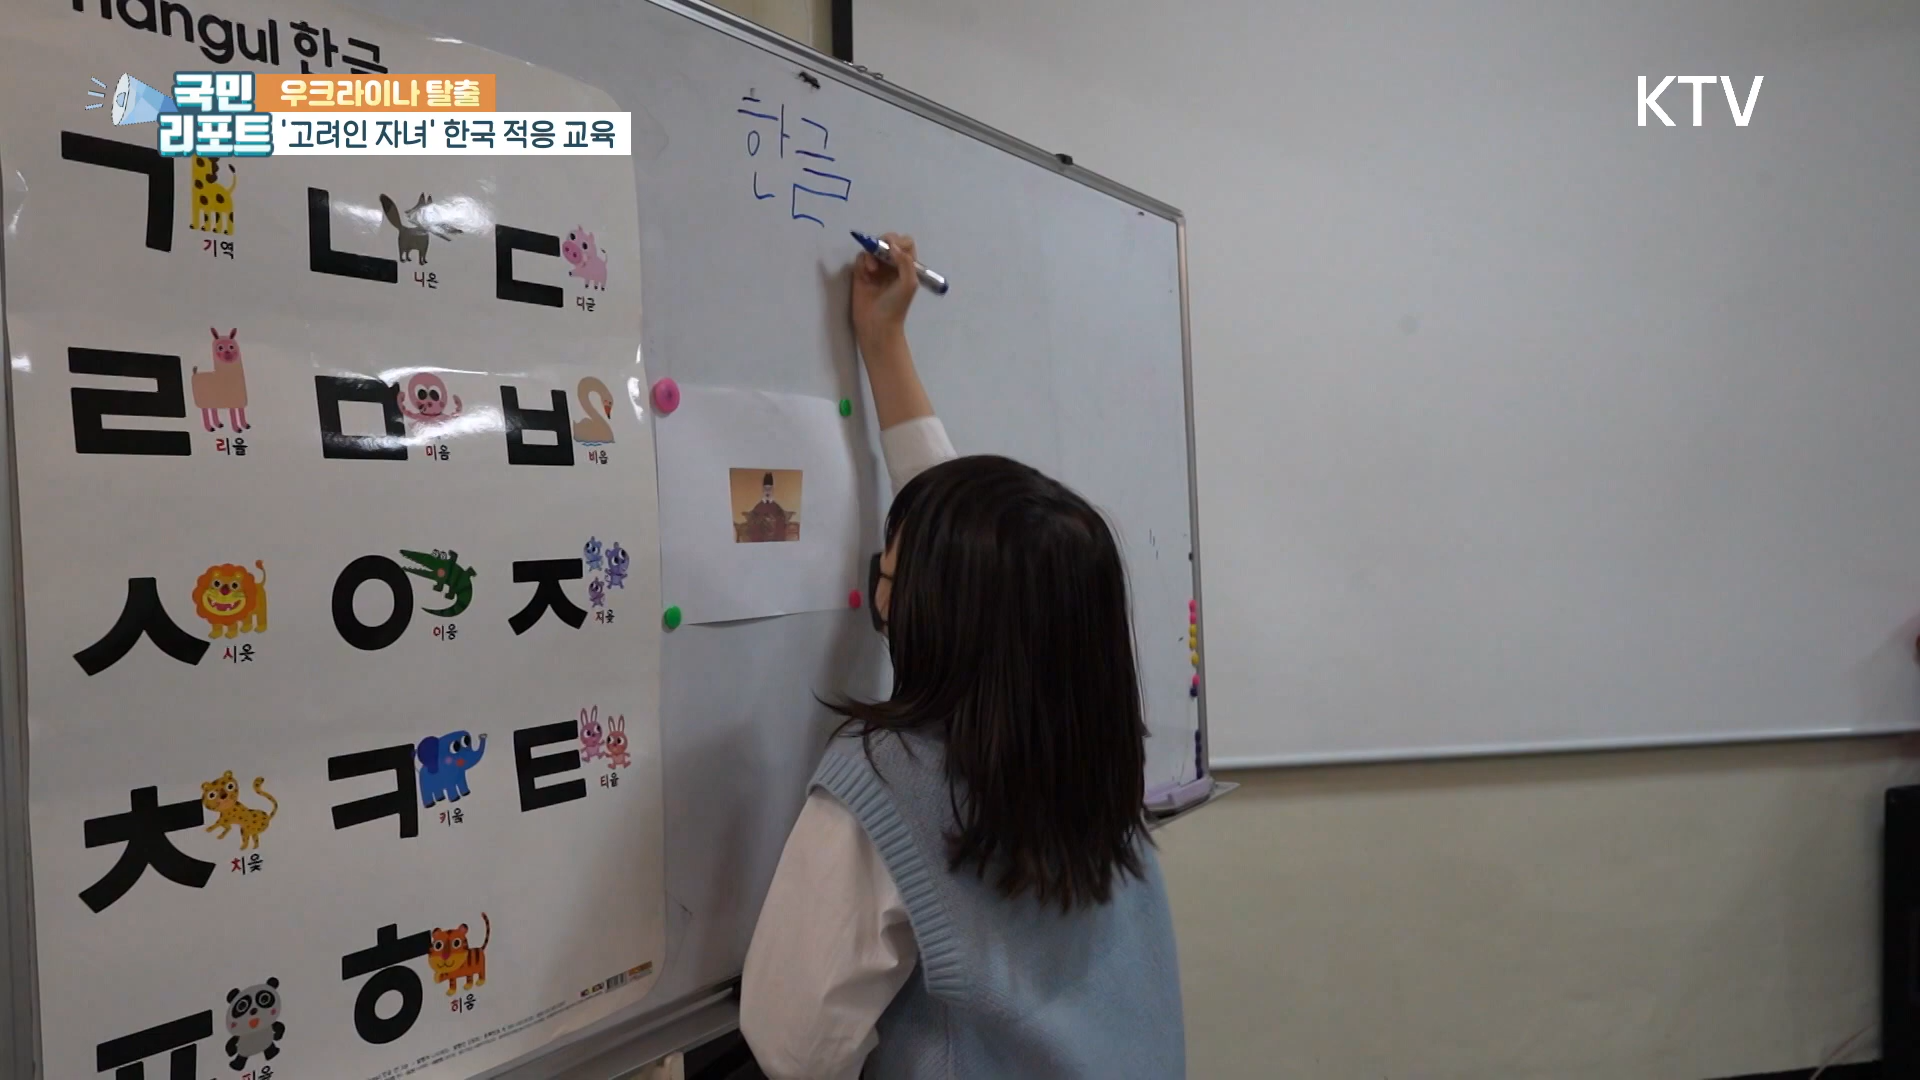 Hangul 한글
국민
리포트
우크라이나 탈출
'고려인 자녀' 한국 적응 교육
KTV
한글
ㄱ 기역
ㄴ 니은
ㄷ 디귿
ㄹ 리을
ㅁ 미음
ㅂ 비읍
ㅅ 시옷
ㅇ 이응
ㅈ 지읒
ㅊ 치읓
ㅋ 키읔
ㅌ 티읕
ㅍ 피읖
ㅎ 히읗